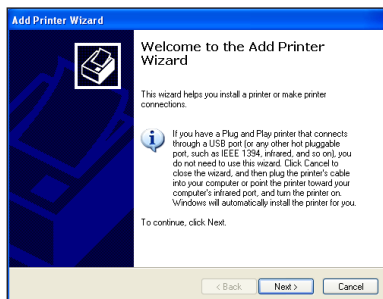 Add Printer Wizard
Welcome to the Add Printer
Wizard
This wizard helps you install a printer or make printer
connections.
If you have a Plug and Play printer that connects
through a USB port (or any other hot pluggable
port, such as IEEE 1394, infrared, and so on), you
do not need to use this wizard. Click Cancel to
close the wizard, and then plug the printer's cable
into your computer or point the printer toward your
computer's infrared port, and turn the printer on.
Windows will automatically install the printer for you.
To continue, click Next.
< Back
Next >
Cancel